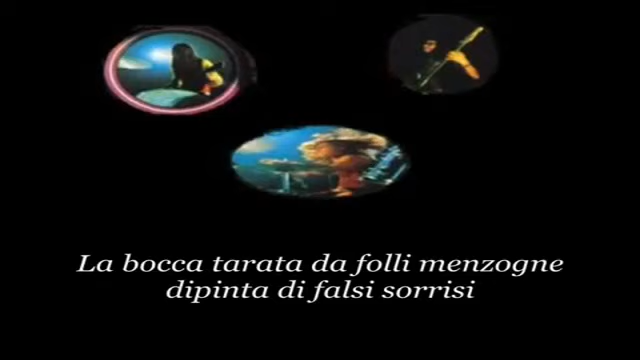 La bocca tarata da folli menzogne
dipinta di falsi sorrisi